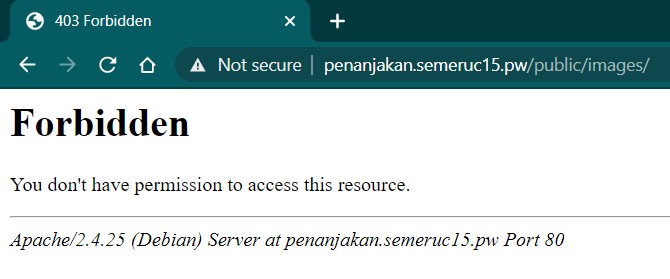 403 Forbidden
Not secure | penanjakan.semeruc15.pw/public/images/
Forbidden
You don't have permission to access this resource.
Apache/2.4.25 (Debian) Server at penanjakan.semeruc15.pw Port 80